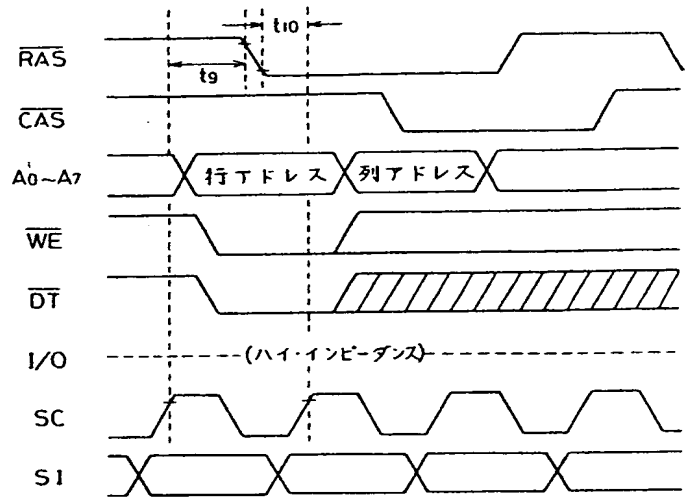 t10
RAS
t9
CAS
A0~A7
行アドレス
列アドレス
WE
DT
I/O
(ハイ・インピーダンス)
SC
SI